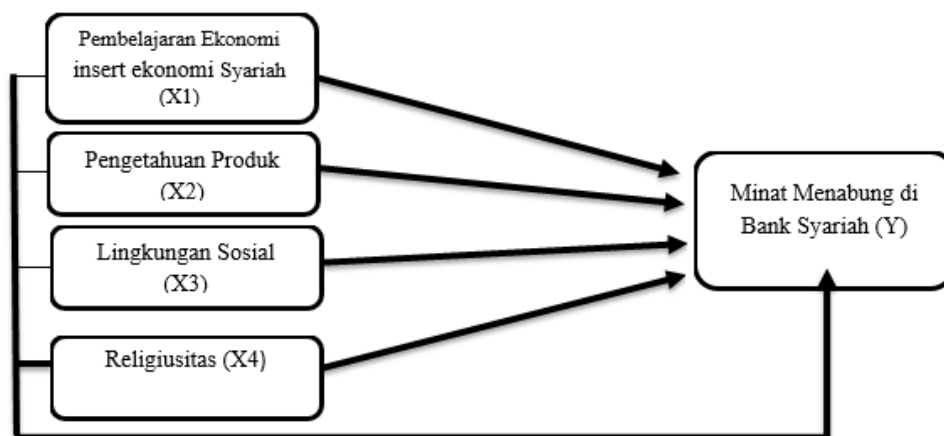 Pembelajaran Ekonomi
insert ekonomi Syariah
(X1)
Pengetahuan Produk
(X2)
Lingkungan Sosial
(X3)
Religiusitas (X4)
Minat Menabung di
Bank Syariah (Y)